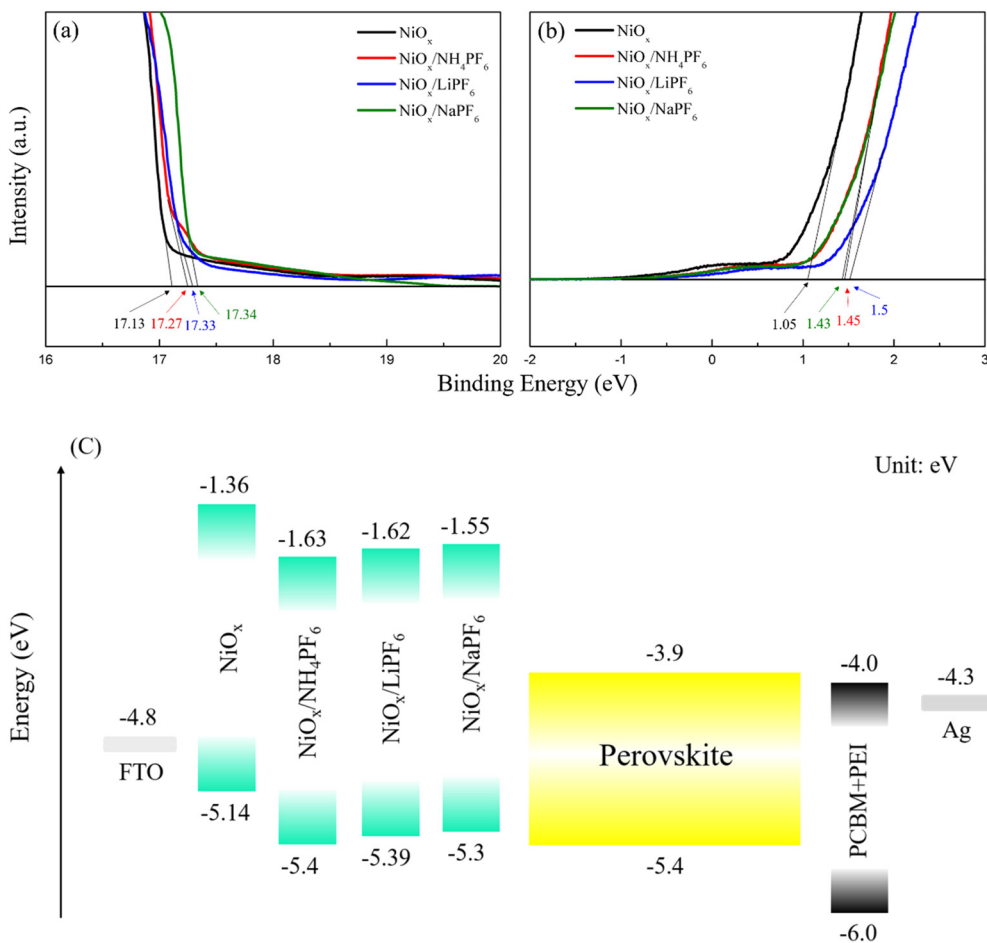 (a)
NiOₓ
NiOₓ/NH₄PF₆
NiOₓ/LiPF₆
NiOₓ/NaPF₆
17.13
17.27
17.33
17.34
16
17
18
19
20
(b)
NiOₓ
NiOₓ/NH₄PF₆
NiOₓ/LiPF₆
NiOₓ/NaPF₆
1.05
1.43
1.45
1.5
-2
-1
0
1
2
3
Intensity (a.u.)
Binding Energy (eV)
(C)
Unit: eV
Energy (eV)
-4.8
FTO
-1.36
NiOₓ
-5.14
-1.63
NiOₓ/NH₄PF₆
-5.4
-1.62
NiOₓ/LiPF₆
-5.39
-1.55
NiOₓ/NaPF₆
-5.3
-3.9
Perovskite
-5.4
-4.0
PCBM+PEI
-6.0
-4.3
Ag